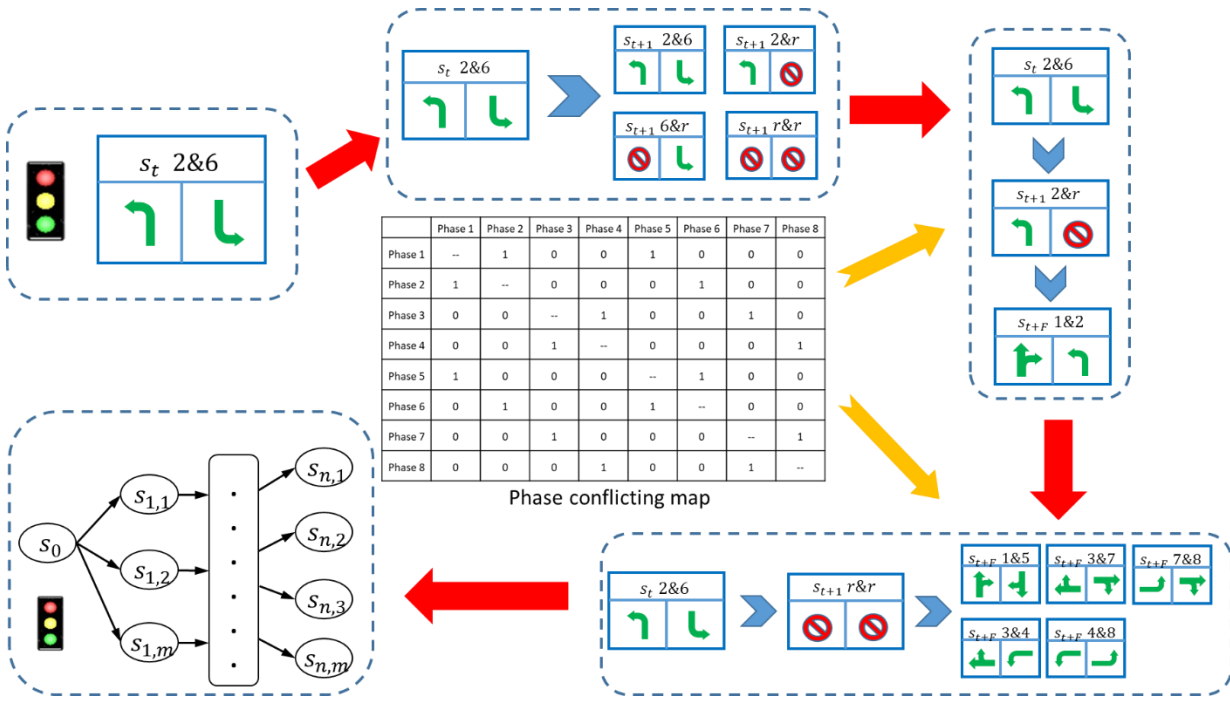 s_t 2&6
s_t 2&6
s_{t+1} 2&6
s_{t+1} 2&r
s_{t+1} 6&r
s_{t+1} r&r
s_t 2&6
s_{t+1} 2&r
s_{t+F} 1&2
Phase 1 Phase 2 Phase 3 Phase 4 Phase 5 Phase 6 Phase 7 Phase 8
Phase 1 -- 1 0 0 1 0 0 0
Phase 2 1 -- 0 0 0 1 0 0
Phase 3 0 0 -- 1 0 0 1 0
Phase 4 0 0 1 -- 0 0 0 1
Phase 5 1 0 0 0 -- 1 0 0
Phase 6 0 1 0 0 1 -- 0 0
Phase 7 0 0 1 0 0 0 -- 1
Phase 8 0 0 0 1 0 0 1 --
Phase conflicting map
s_t 2&6
s_{t+1} r&r
s_{t+F} 1&5
s_{t+F} 3&7
s_{t+F} 7&8
s_{t+F} 3&4
s_{t+F} 4&8
s_0
s_{1,1}
s_{1,2}
s_{1,m}
s_{n,1}
s_{n,2}
s_{n,3}
s_{n,m}